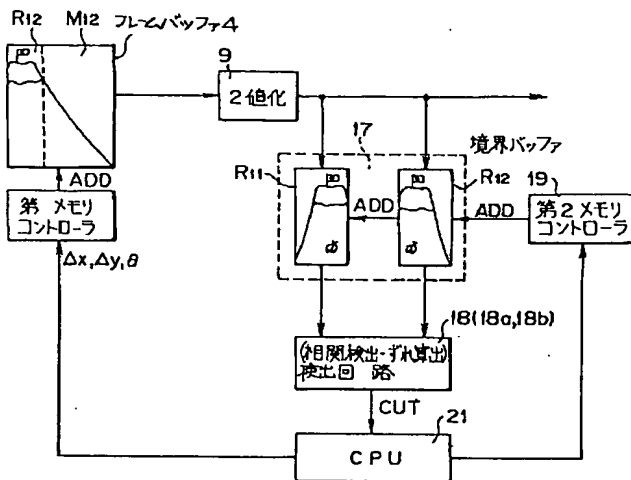 R12 M12 フレームバッファ4
9
2値化
ADD
第 メモリ
コントローラ
Δx,Δy,θ
17
境界バッファ
R11
ADD
R12
ADD
19
第2メモリ
コントローラ
18(18a,18b)
(相関検出・ずれ算出)
検出回路
CUT
21
CPU